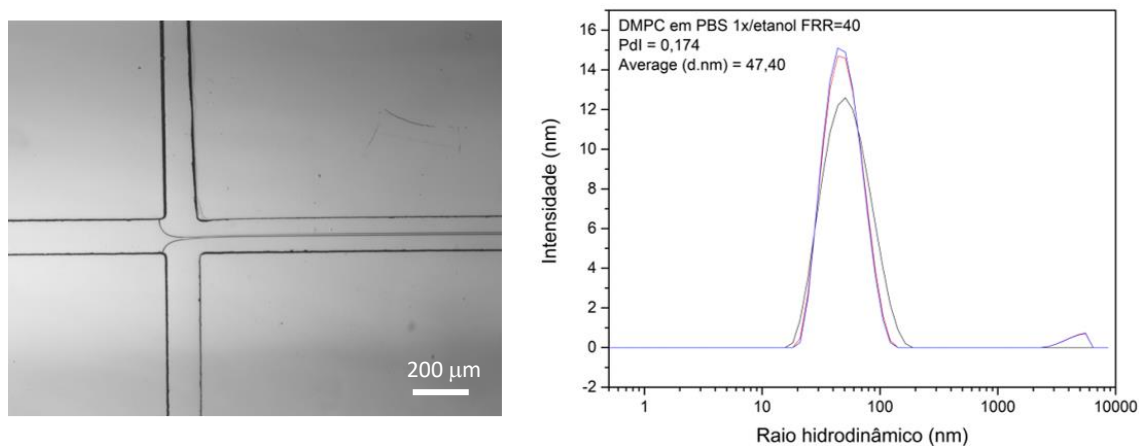 200 µm
DMPC em PBS 1x/etanol FRR=40
PdI = 0,174
Average (d.nm) = 47,40
Intensidade (nm)
16
14
12
10
8
6
4
2
0
-2
1
10
100
1000
10000
Raio hidrodinâmico (nm)